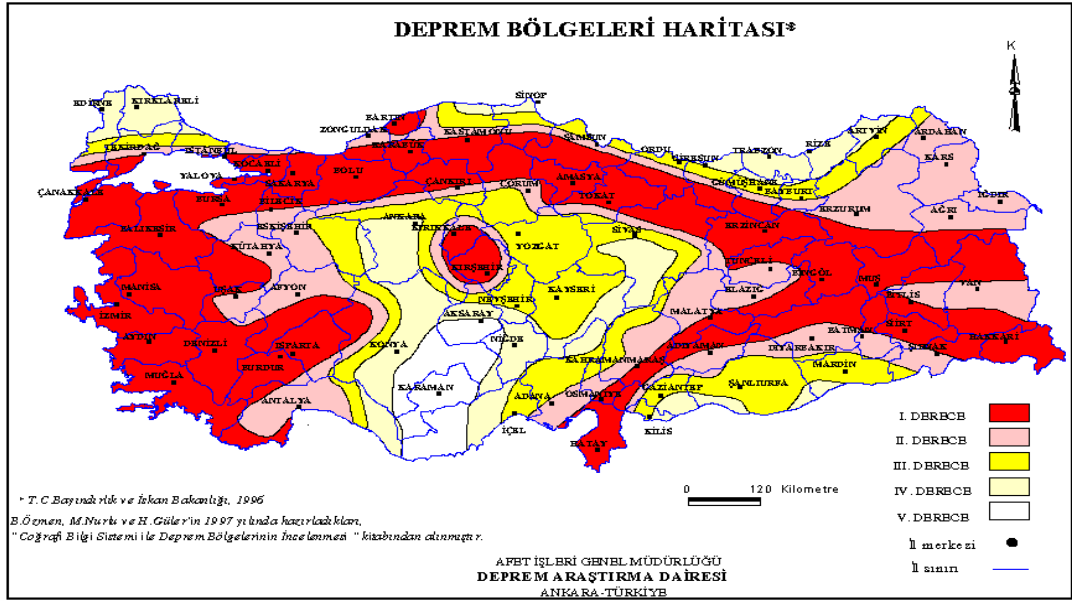 DEPREM BÖLGELERİ HARİTASI*
K
SİNOP
EDİRNE
KIRKLARELİ
BARTIN
ZONGULDAK
KASTAMONU
SAMSUN
ARTVİN
ARDAHAN
TEKİRDAĞ
İSTANBUL
KARABÜK
ORDU
GİRESUN
TRABZON
RİZE
KARS
KOCAELİ
YALOVA
SAKARYA
BOLU
ÇANKIRI
ÇORUM
AMASYA
TOKAT
GÜMÜŞHANE
BAYBURT
IĞDIR
ÇANAKKALE
BURSA
BİLECİK
ERZURUM
AĞRI
ANKARA
BALIKESİR
ESKİŞEHİR
KIRIKKALE
YOZGAT
SİVAS
ERZİNCAN
KÜTAHYA
KIRŞEHİR
TUNCELİ
BİNGÖL
MUŞ
VAN
MANİSA
UŞAK
AFYON
NEVŞEHİR
KAYSERİ
ELAZIĞ
BİTLİS
İZMİR
AKSARAY
MALATYA
AYDIN
DENİZLİ
ISPARTA
KONYA
NİĞDE
ADIYAMAN
DİYARBAKIR
BATMAN
SİİRT
ŞIRNAK
HAKKARİ
BURDUR
KAHRAMANMARAŞ
MARDİN
MUĞLA
KARAMAN
GAZİANTEP
ŞANLIURFA
ANTALYA
ADANA
OSMANİYE
İÇEL
KİLİS
HATAY
I. DERECE
II. DERECE
III. DERECE
IV. DERECE
V. DERECE
İl merkezi
İl sınırı
0 120 Kilometre
* T.C.Bayındırlık ve İskan Bakanlığı, 1996
B.Özmen, M.Nurlu ve H.Güler'in 1997 yılında hazırladıkları,
" Coğrafi Bilgi Sistemi ile Deprem Bölgelerinin İncelenmesi " kitabından alınmıştır.
AFET İŞLERİ GENEL MÜDÜRLÜĞÜ
DEPREM ARAŞTIRMA DAİRESİ
ANKARA-TÜRKİYE